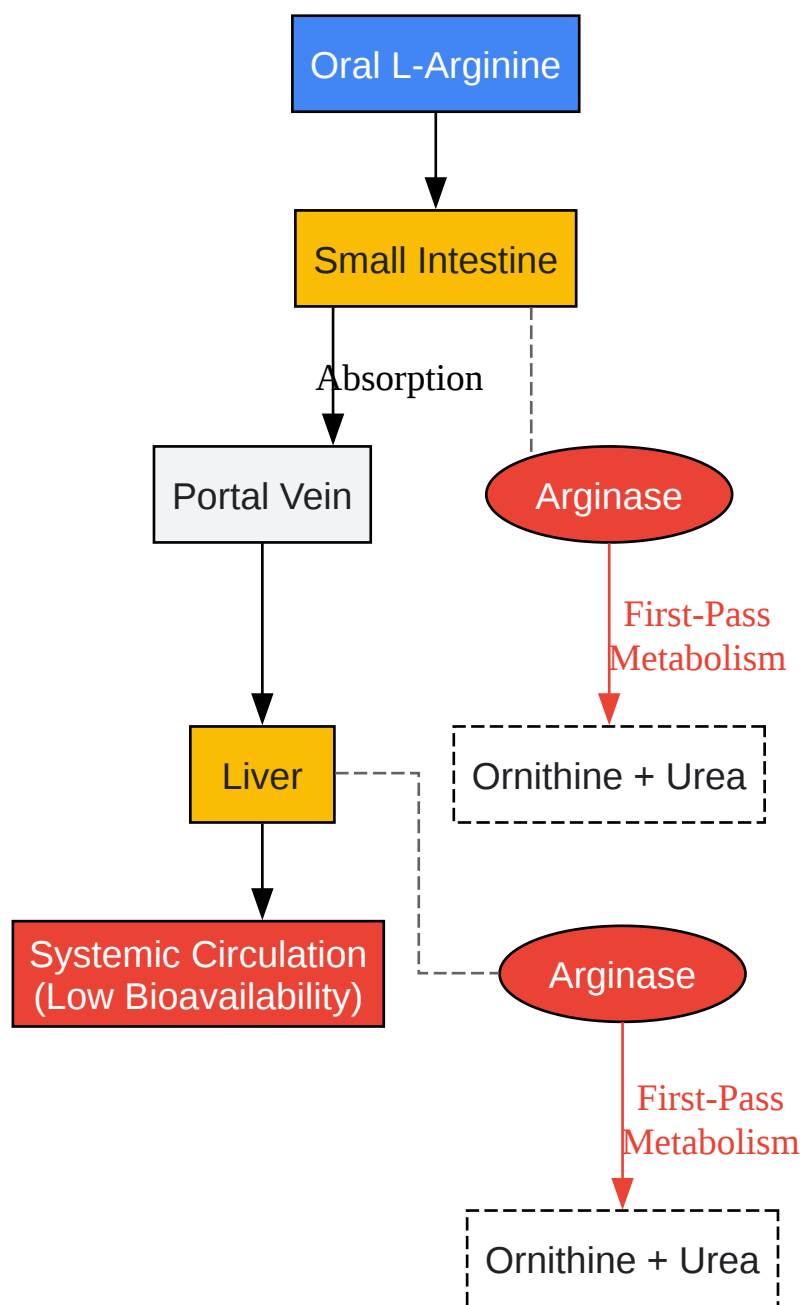 Oral L-Arginine
Small Intestine
Absorption
Portal Vein
Arginase
First-Pass
Metabolism
Liver
Ornithine + Urea
Systemic Circulation
(Low Bioavailability)
Arginase
First-Pass
Metabolism
Ornithine + Urea